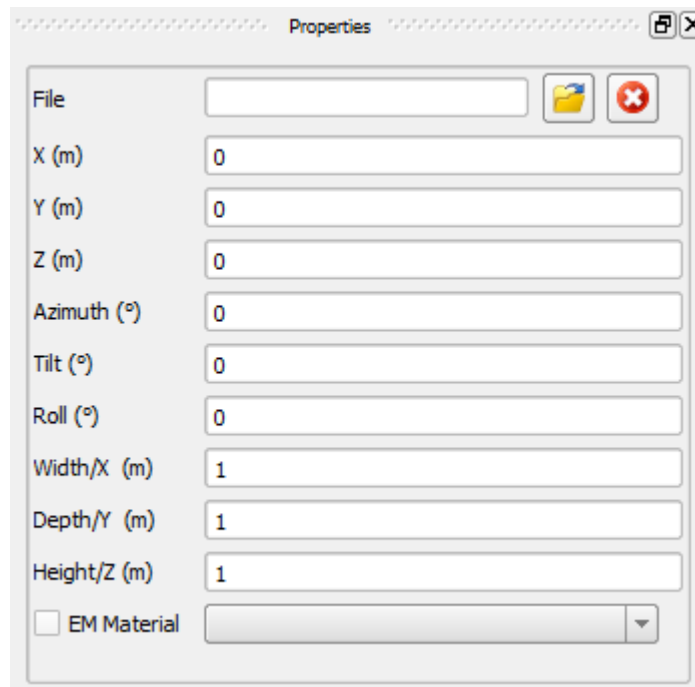 Properties
File
X (m) 0
Y (m) 0
Z (m) 0
Azimuth (º) 0
Tilt (º) 0
Roll (º) 0
Width/X (m) 1
Depth/Y (m) 1
Height/Z (m) 1
EM Material